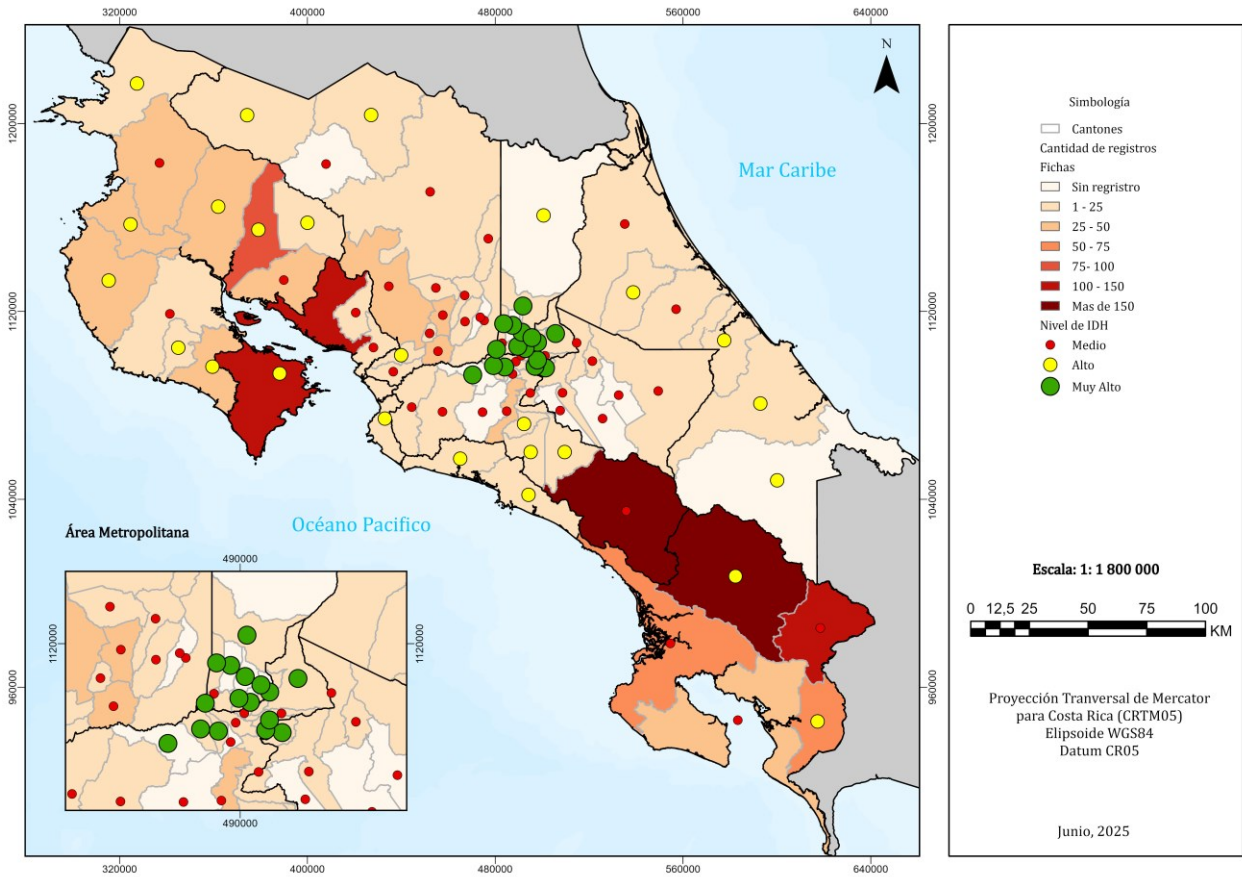 320000 400000 480000 560000 640000
N
1200000 1200000
Mar Caribe
1120000 1120000
1040000 1040000
Océano Pacifico
Área Metropolitana
490000
1120000 1120000
490000
960000 960000
320000 400000 480000 560000 640000
Simbología
Cantones
Cantidad de registros
Fichas
Sin registro
1 - 25
25 - 50
50 - 75
75- 100
100 - 150
Mas de 150
Nivel de IDH
Medio
Alto
Muy Alto
Escala: 1: 1 800 000
0 12,5 25 50 75 100
KM
Proyección Tranversal de Mercator
para Costa Rica (CRTM05)
Elipsoide WGS84
Datum CR05
Junio, 2025